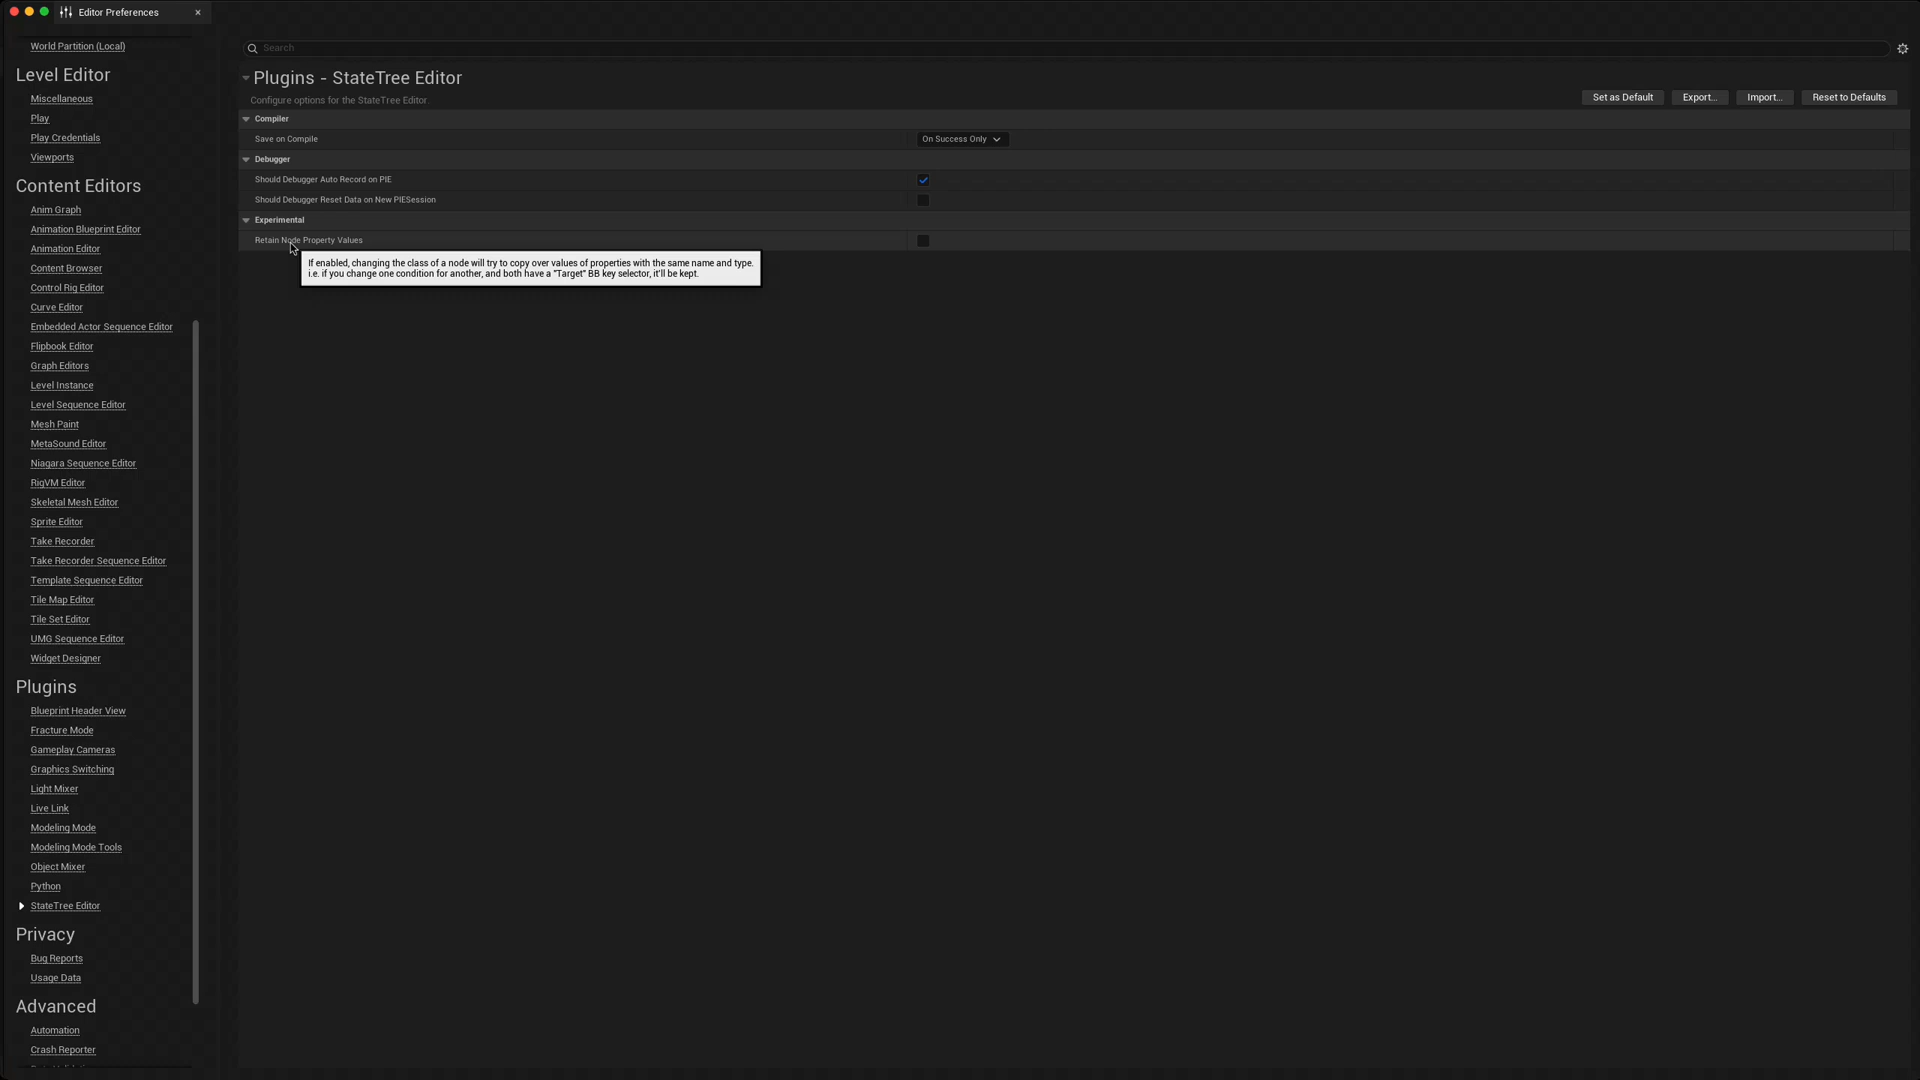 Editor Preferences
World Partition (Local)
Level Editor
Miscellaneous
Play
Play Credentials
Viewports
Content Editors
Anim Graph
Animation Blueprint Editor
Animation Editor
Content Browser
Control Rig Editor
Curve Editor
Embedded Actor Sequence Editor
Flipbook Editor
Graph Editors
Level Instance
Level Sequence Editor
Mesh Paint
MetaSound Editor
Niagara Sequence Editor
RigVM Editor
Skeletal Mesh Editor
Sprite Editor
Take Recorder
Take Recorder Sequence Editor
Template Sequence Editor
Tile Map Editor
Tile Set Editor
UMG Sequence Editor
Widget Designer
Plugins
Blueprint Header View
Fracture Mode
Gameplay Cameras
Graphics Switching
Light Mixer
Live Link
Modeling Mode
Modeling Mode Tools
Object Mixer
Python
StateTree Editor
Privacy
Bug Reports
Usage Data
Advanced
Automation
Crash Reporter
Search
Plugins - StateTree Editor
Configure options for the StateTree Editor.
Set as Default Export... Import... Reset to Defaults
Compiler
Save on Compile On Success Only
Debugger
Should Debugger Auto Record on PIE
Should Debugger Reset Data on New PIESession
Experimental
Retain Node Property Values
If enabled, changing the class of a node will try to copy over values of properties with the same name and type.
i.e. if you change one condition for another, and both have a "Target" BB key selector, it'll be kept.